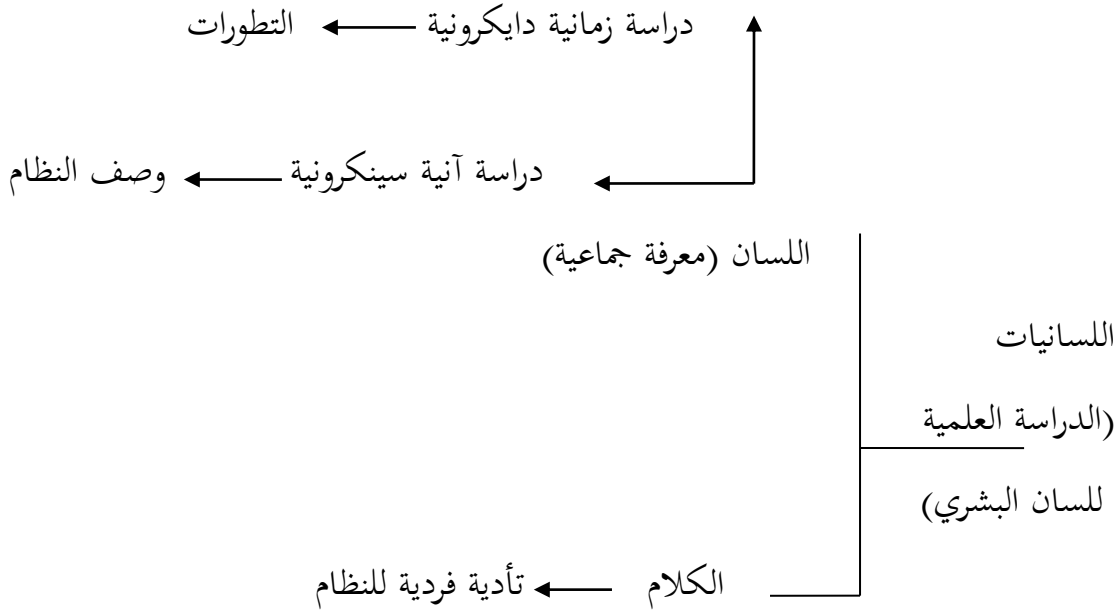 دراسة زمانية دايكرونية التطورات
دراسة آنية سينكرونية وصف النظام
اللسان (معرفة جماعية)
اللسانيات
(الدراسة العلمية
للسان البشري)
الكلام تأدية فردية للنظام